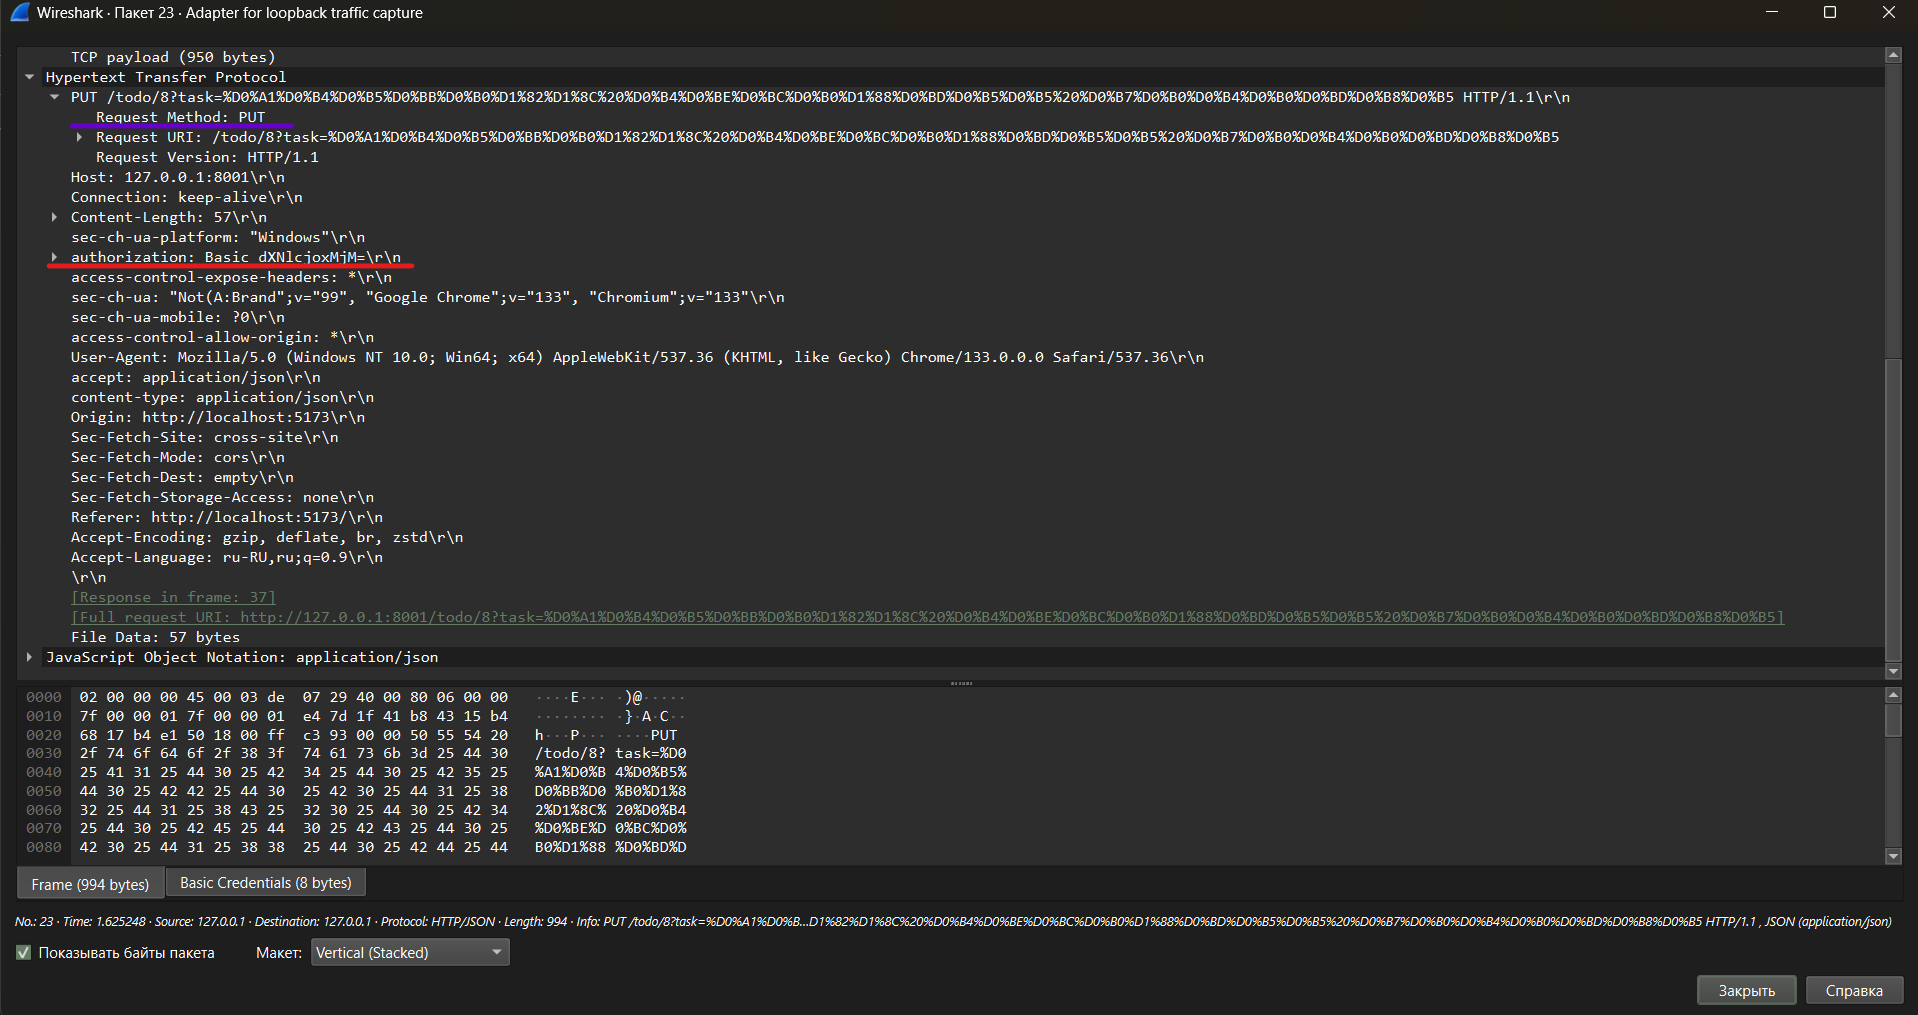 Wireshark · Пакет 23 · Adapter for loopback traffic capture
TCP payload (950 bytes)
Hypertext Transfer Protocol
PUT /todo/8?task=%D0%A1%D0%B4%D0%B5%D0%BB%D0%B0%D1%82%D1%8C%20%D0%B4%D0%BE%D0%BC%D0%B0%D1%88%D0%BD%D0%B5%D0%B5%20%D0%B7%D0%B0%D0%B4%D0%B0%D0%BD%D0%B8%D0%B5 HTTP/1.1\r\n
Request Method: PUT
Request URI: /todo/8?task=%D0%A1%D0%B4%D0%B5%D0%BB%D0%B0%D1%82%D1%8C%20%D0%B4%D0%BE%D0%BC%D0%B0%D1%88%D0%BD%D0%B5%D0%B5%20%D0%B7%D0%B0%D0%B4%D0%B0%D0%BD%D0%B8%D0%B5
Request Version: HTTP/1.1
Host: 127.0.0.1:8001\r\n
Connection: keep-alive\r\n
Content-Length: 57\r\n
sec-ch-ua-platform: "Windows"\r\n
authorization: Basic dXNlcjoxMjM=\r\n
access-control-expose-headers: *\r\n
sec-ch-ua: "Not(A:Brand";v="99", "Google Chrome";v="133", "Chromium";v="133"\r\n
sec-ch-ua-mobile: ?0\r\n
access-control-allow-origin: *\r\n
User-Agent: Mozilla/5.0 (Windows NT 10.0; Win64; x64) AppleWebKit/537.36 (KHTML, like Gecko) Chrome/133.0.0.0 Safari/537.36\r\n
accept: application/json\r\n
content-type: application/json\r\n
Origin: http://localhost:5173\r\n
Sec-Fetch-Site: cross-site\r\n
Sec-Fetch-Mode: cors\r\n
Sec-Fetch-Dest: empty\r\n
Sec-Fetch-Storage-Access: none\r\n
Referer: http://localhost:5173/\r\n
Accept-Encoding: gzip, deflate, br, zstd\r\n
Accept-Language: ru-RU,ru;q=0.9\r\n
\r\n
[Response in frame: 37]
[Full request URI: http://127.0.0.1:8001/todo/8?task=%D0%A1%D0%B4%D0%B5%D0%BB%D0%B0%D1%82%D1%8C%20%D0%B4%D0%BE%D0%BC%D0%B0%D1%88%D0%BD%D0%B5%D0%B5%20%D0%B7%D0%B0%D0%B4%D0%B0%D0%BD%D0%B8%D0%B5]
File Data: 57 bytes
JavaScript Object Notation: application/json
0000 02 00 00 00 45 00 03 de 07 29 40 00 80 06 00 00 ····E··· ·)@·····
0010 7f 00 00 01 7f 00 00 01 e4 7d 1f 41 b8 43 15 b4 ········ ·}·A·C··
0020 68 17 b4 e1 50 18 00 ff c3 93 00 00 50 55 54 20 h···P··· ····PUT
0030 2f 74 6f 64 6f 2f 38 3f 74 61 73 6b 3d 25 44 30 /todo/8? task=%D0
0040 25 41 31 25 44 30 25 42 34 25 44 30 25 42 35 25 %A1%D0%B 4%D0%B5%
0050 44 30 25 42 42 25 44 30 25 42 30 25 44 31 25 38 D0%BB%D0 %B0%D1%8
0060 32 25 44 31 25 38 43 25 32 30 25 44 30 25 42 34 2%D1%8C% 20%D0%B4
0070 25 44 30 25 42 45 25 44 30 25 42 43 25 44 30 25 %D0%BE%D 0%BC%D0%
0080 42 30 25 44 31 25 38 38 25 44 30 25 42 44 25 44 B0%D1%88 %D0%BD%D
Frame (994 bytes) Basic Credentials (8 bytes)
No.: 23 · Time: 1.625248 · Source: 127.0.0.1 · Destination: 127.0.0.1 · Protocol: HTTP/JSON · Length: 994 · Info: PUT /todo/8?task=%D0%A1%D0%B...D1%82%D1%8C%20%D0%B4%D0%BE%D0%BC%D0%B0%D1%88%D0%BD%D0%B5%D0%B5%20%D0%B7%D0%B0%D0%B4%D0%B0%D0%BD%D0%B8%D0%B5 HTTP/1.1 , JSON (application/json)
Показывать байты пакета Макет: Vertical (Stacked)
Закрыть Справка